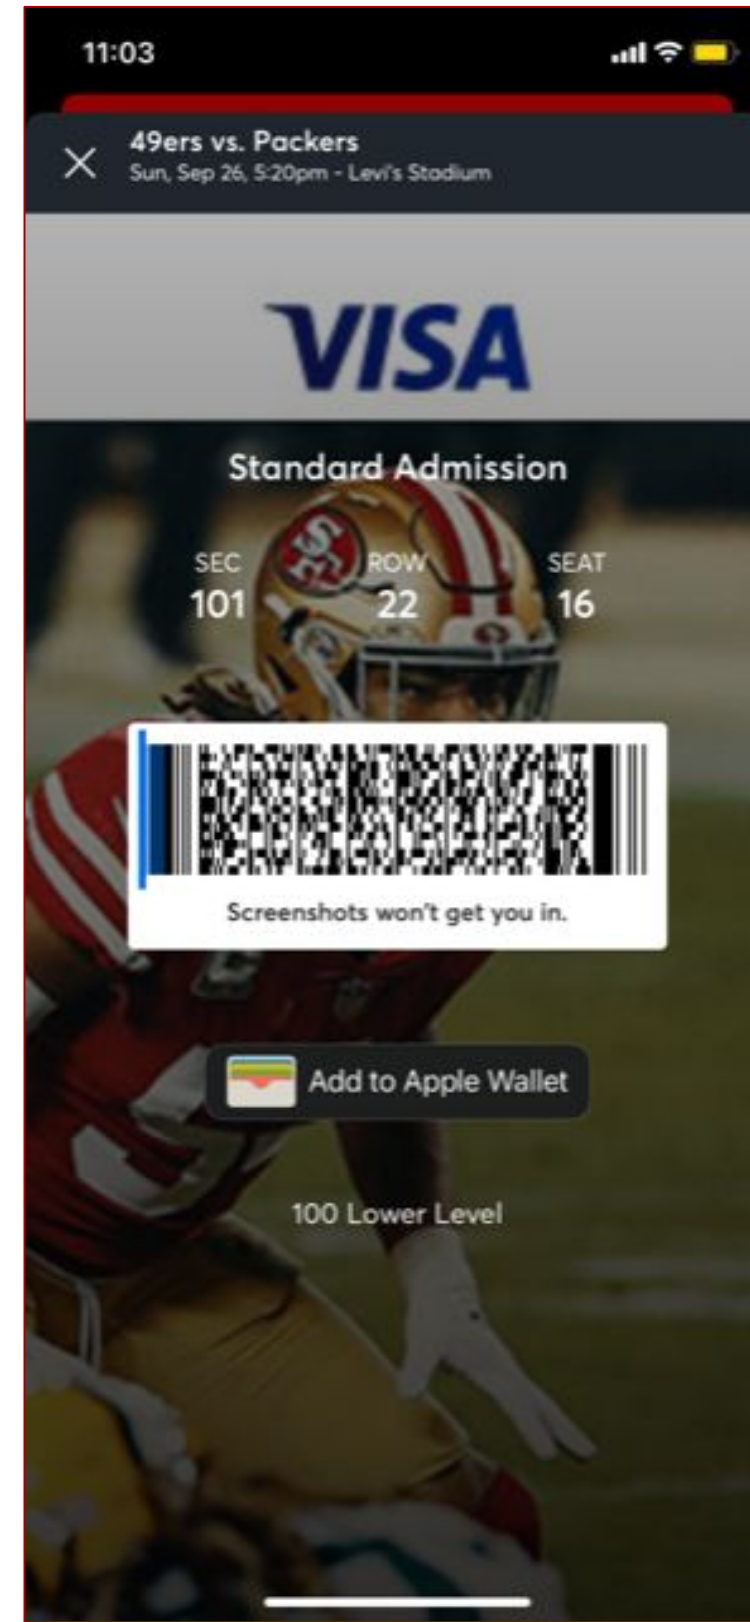 11:03
49ers vs. Packers
Sun, Sep 26, 5:20pm - Levi's Stadium
VISA
Standard Admission
SEC ROW SEAT
101 22 16
Screenshots won't get you in.
Add to Apple Wallet
100 Lower Level